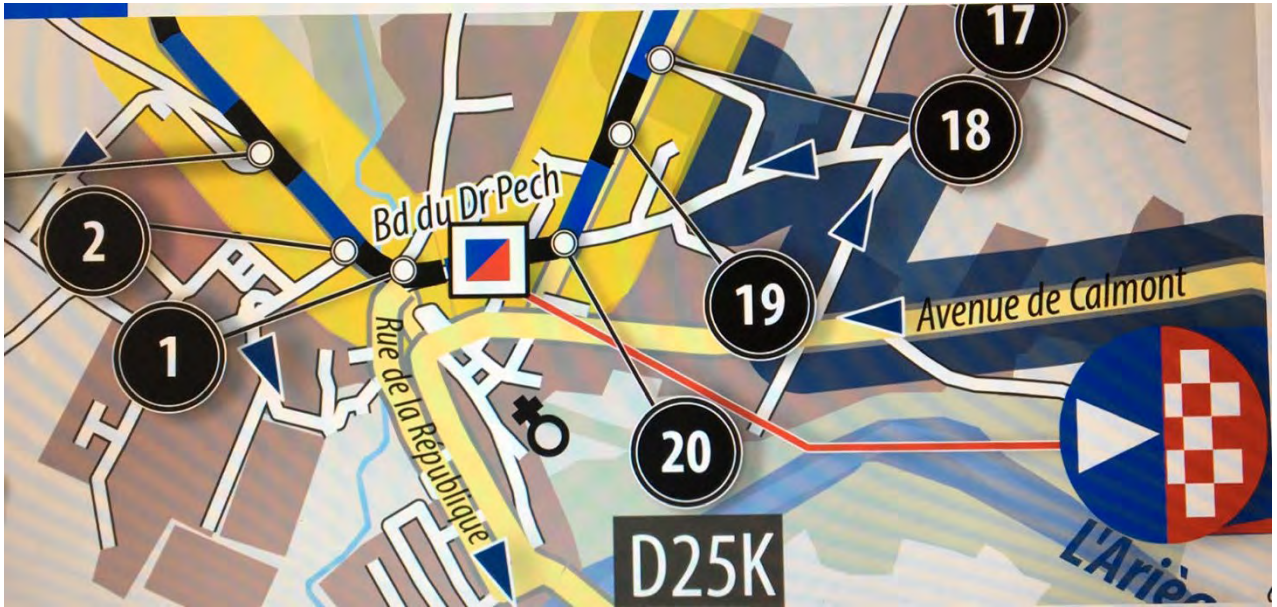 17
18
Bd du Dr Pech
2
19
Avenue de Calmont
1
Rue de la République
20
D25K